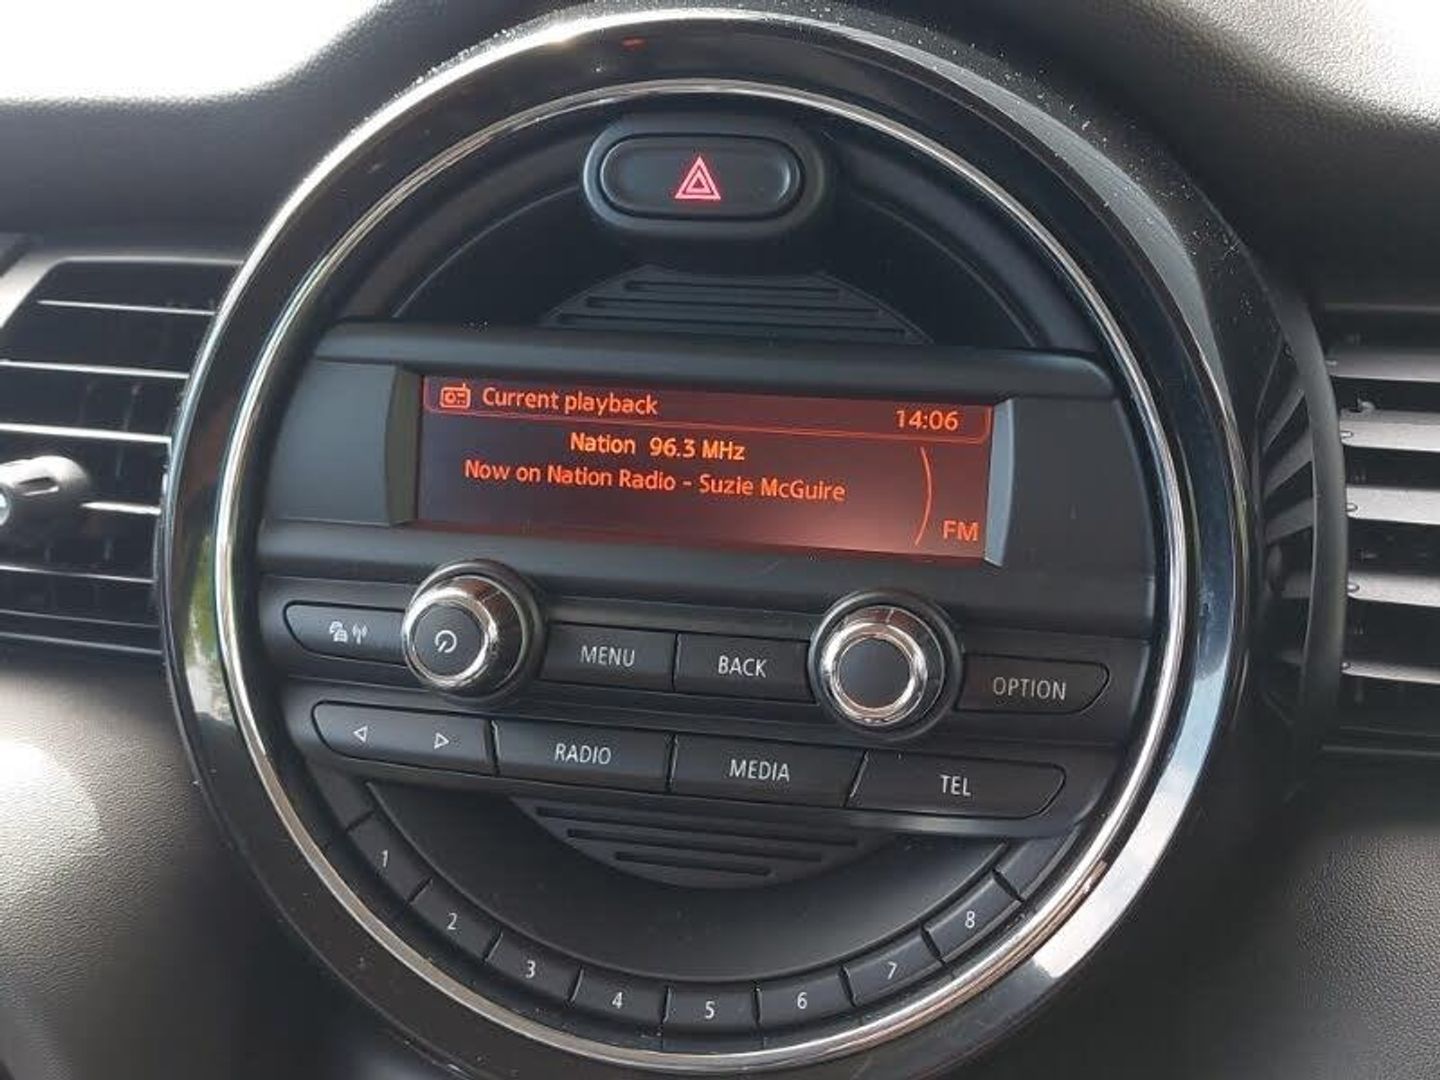 Current playback 14:06
Nation 96.3 MHz
Now on Nation Radio - Suzie McGuire
FM
MENU BACK OPTION
RADIO MEDIA TEL
1 2 3 4 5 6 7 8